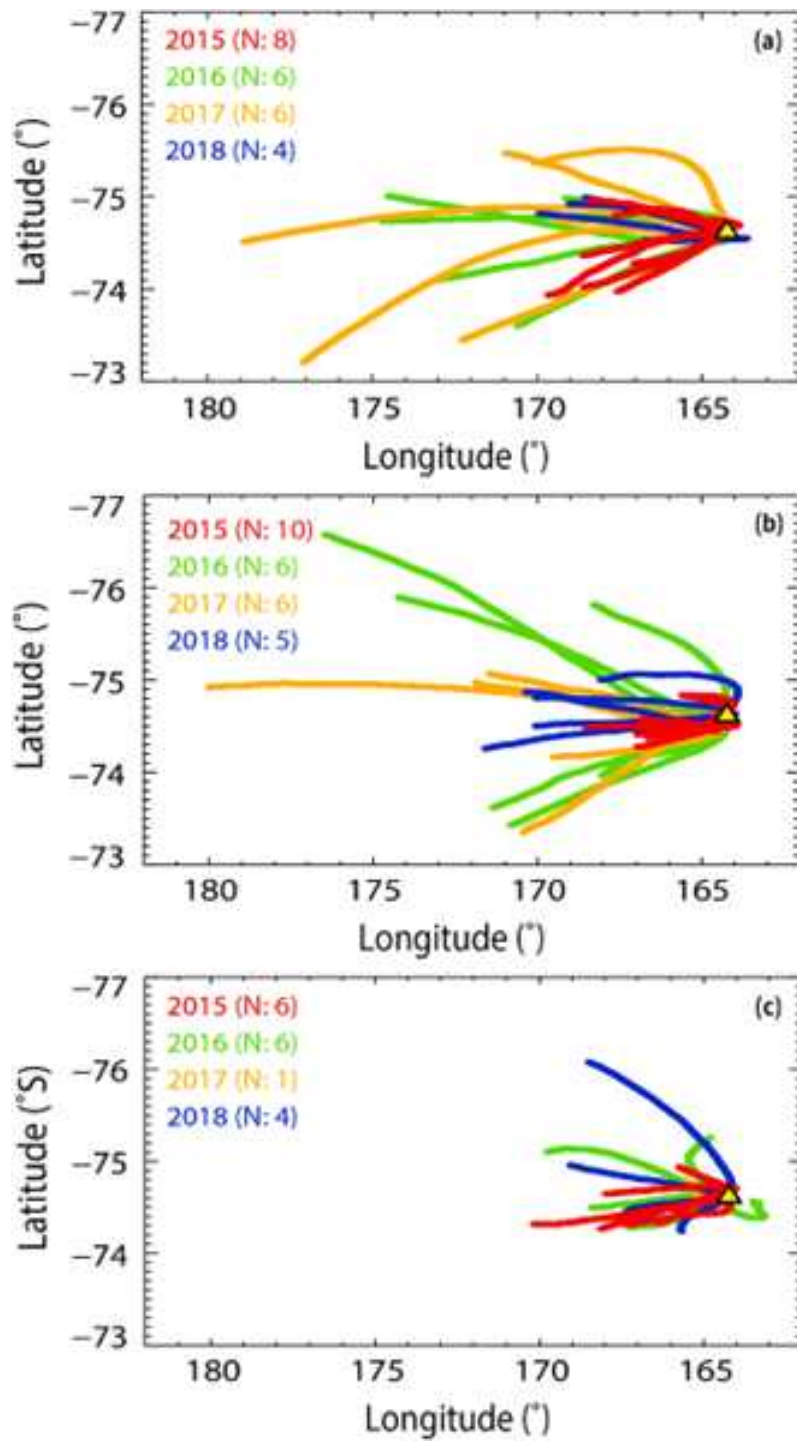 −77
2015 (N: 8)
(a)
2016 (N: 6)
−76
2017 (N: 6)
2018 (N: 4)
−75
Latitude (˚)
−74
−73
180
175
170
165
Longitude (˚)
−77
2015 (N: 10)
(b)
2016 (N: 6)
−76
2017 (N: 6)
2018 (N: 5)
−75
Latitude (˚)
−74
−73
180
175
170
165
Longitude (˚)
−77
2015 (N: 6)
(c)
2016 (N: 6)
−76
2017 (N: 1)
2018 (N: 4)
−75
Latitude (˚S)
−74
−73
180
175
170
165
Longitude (˚)